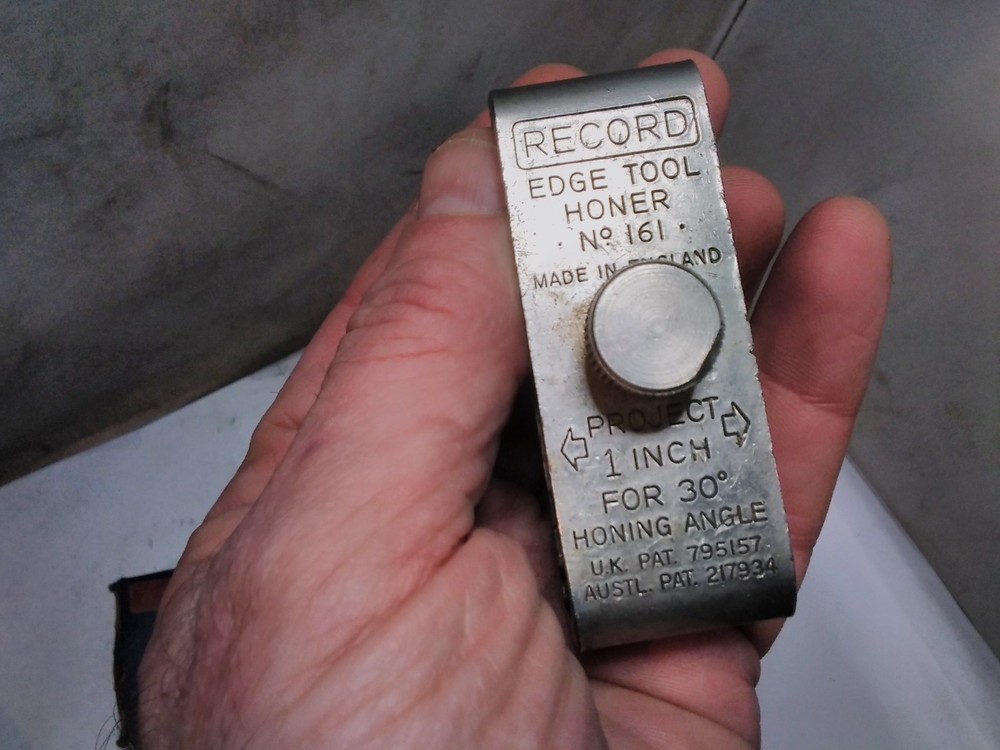 RECORD
EDGE TOOL
HONER
· Nº 161 ·
MADE IN ENGLAND
PROJECT
1 INCH
FOR 30°
HONING ANGLE
U.K. PAT. 795157
AUSTL. PAT. 217934